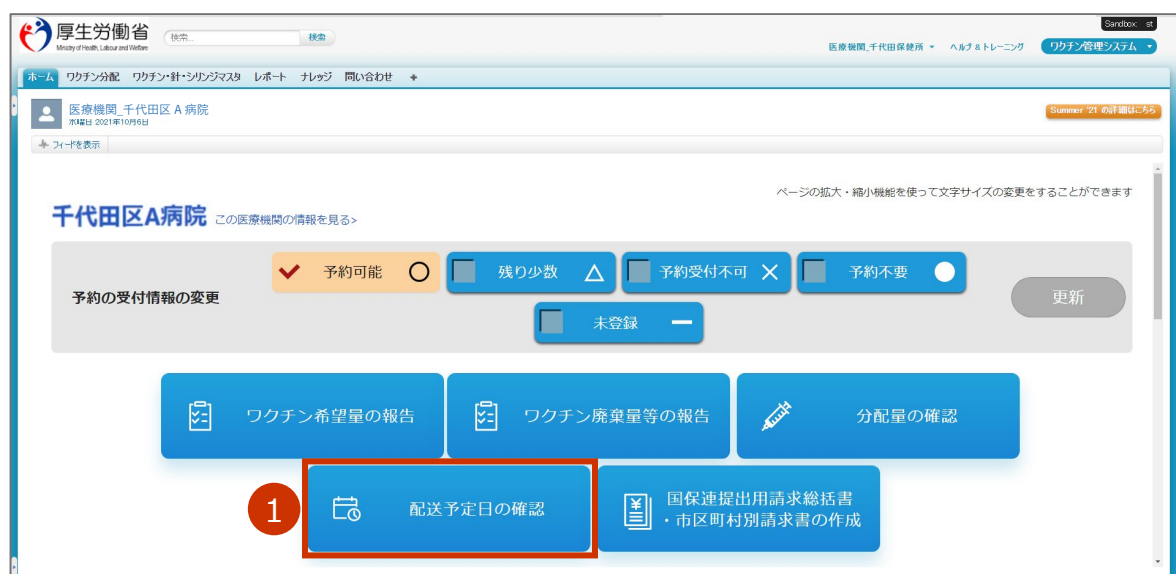 Sandbox: st
厚生労働省
Ministry of Health, Labour and Welfare
検索...
検索
医療機関_千代田保健所
ヘルプ & トレーニング
ワクチン管理システム
ホーム ワクチン分配 ワクチン・針・シリンジマスタ レポート ナレッジ 問い合わせ +
医療機関_千代田区 A 病院
水曜日 2021年10月6日
Summer '21 の詳細はこちら
フィードを表示
ページの拡大・縮小機能を使って文字サイズの変更をすることができます
千代田区A病院 この医療機関の情報を見る>
予約の受付情報の変更
予約可能
残り少数
予約受付不可
予約不要
未登録
更新
ワクチン希望量の報告
ワクチン廃棄量等の報告
分配量の確認
1
配送予定日の確認
国保連提出用請求総括書
・市区町村別請求書の作成